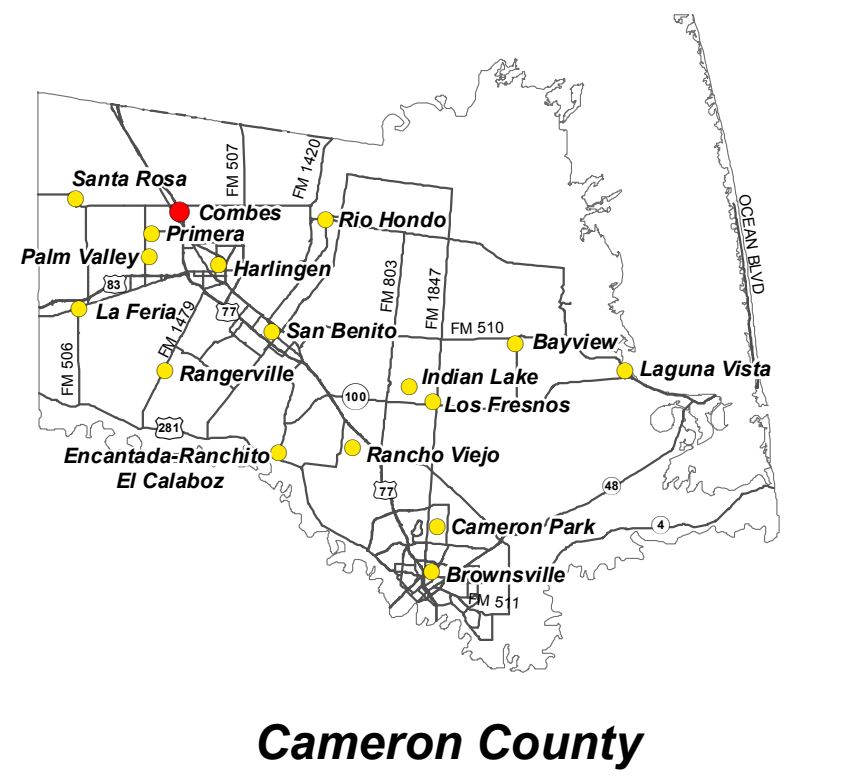 OCEAN BLVD
FM 507
FM 1420
Santa Rosa
Combes
Rio Hondo
Primera
Palm Valley
Harlingen
83
FM 803
FM 1847
La Feria
77
FM 1479
San Benito
FM 510
Bayview
FM 506
Rangerville
Indian Lake
Laguna Vista
100
Los Fresnos
281
Encantada-Ranchito
El Calaboz
Rancho Viejo
77
48
Cameron Park
4
Brownsville
FM 511
Cameron County